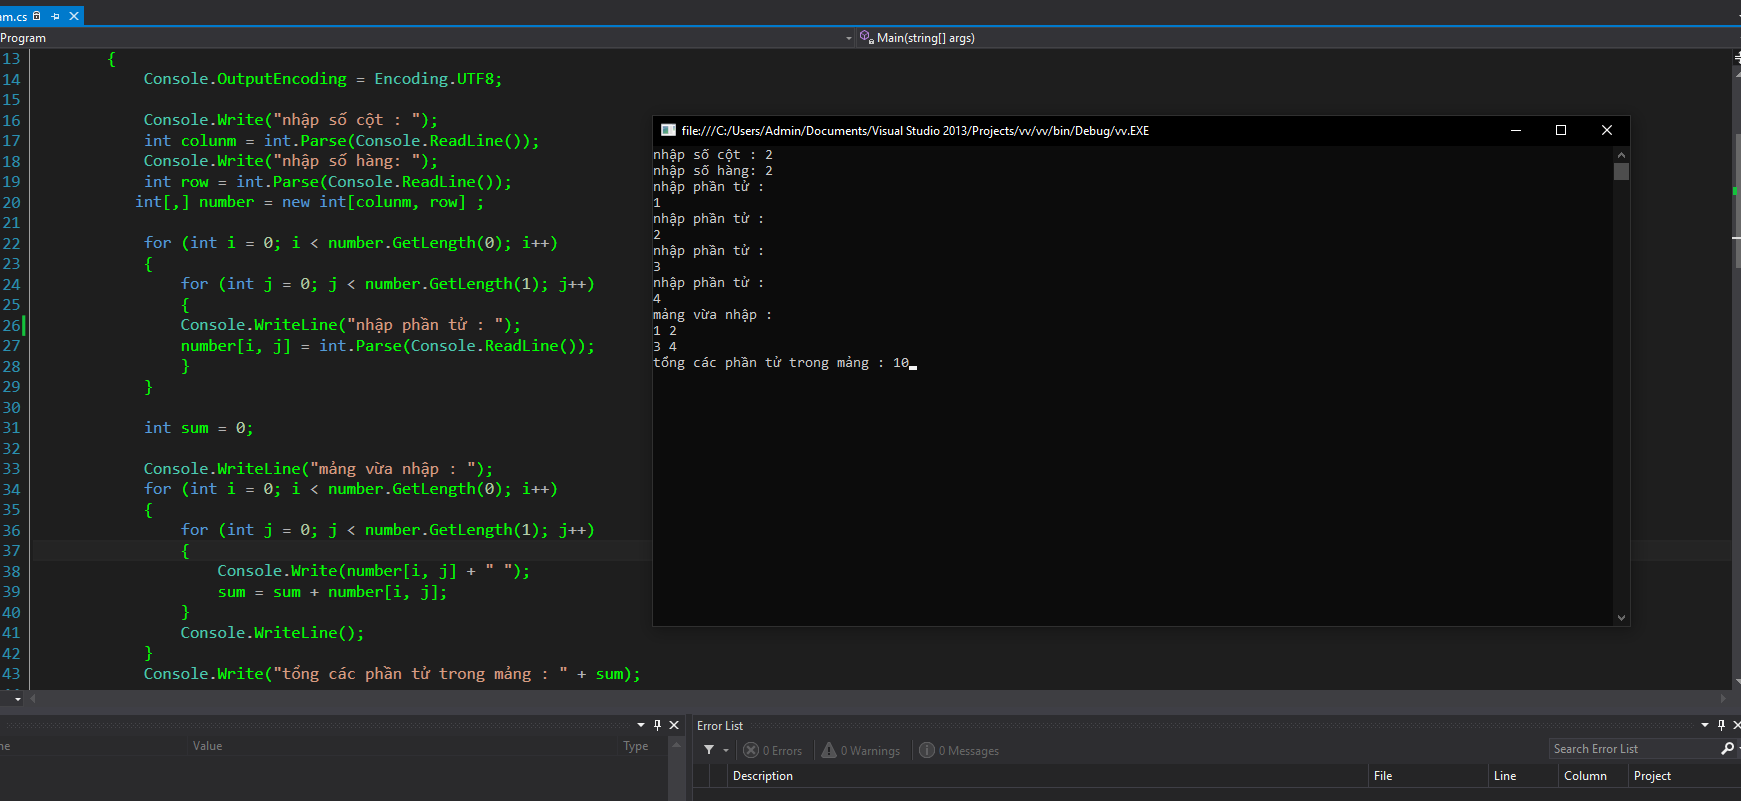 nm.cs
Program
Main(string[] args)
13 {
14 Console.OutputEncoding = Encoding.UTF8;
15
16 Console.Write("nhập số cột : ");
17 int colunm = int.Parse(Console.ReadLine());
18 Console.Write("nhập số hàng: ");
19 int row = int.Parse(Console.ReadLine());
20 int[,] number = new int[colunm, row] ;
21
22 for (int i = 0; i < number.GetLength(0); i++)
23 {
24 for (int j = 0; j < number.GetLength(1); j++)
25 {
26 Console.WriteLine("nhập phần tử : ");
27 number[i, j] = int.Parse(Console.ReadLine());
28 }
29 }
30
31 int sum = 0;
32
33 Console.WriteLine("mảng vừa nhập : ");
34 for (int i = 0; i < number.GetLength(0); i++)
35 {
36 for (int j = 0; j < number.GetLength(1); j++)
37 {
38 Console.Write(number[i, j] + " ");
39 sum = sum + number[i, j];
40 }
41 Console.WriteLine();
42 }
43 Console.Write("tổng các phần tử trong mảng : " + sum);
file:///C:/Users/Admin/Documents/Visual Studio 2013/Projects/vv/vv/bin/Debug/vv.EXE
nhập số cột : 2
nhập số hàng: 2
nhập phần tử :
1
nhập phần tử :
2
nhập phần tử :
3
nhập phần tử :
4
mảng vừa nhập :
1 2
3 4
tổng các phần tử trong mảng : 10
ne Value Type
Error List
0 Errors 0 Warnings 0 Messages Search Error List
Description File Line Column Project